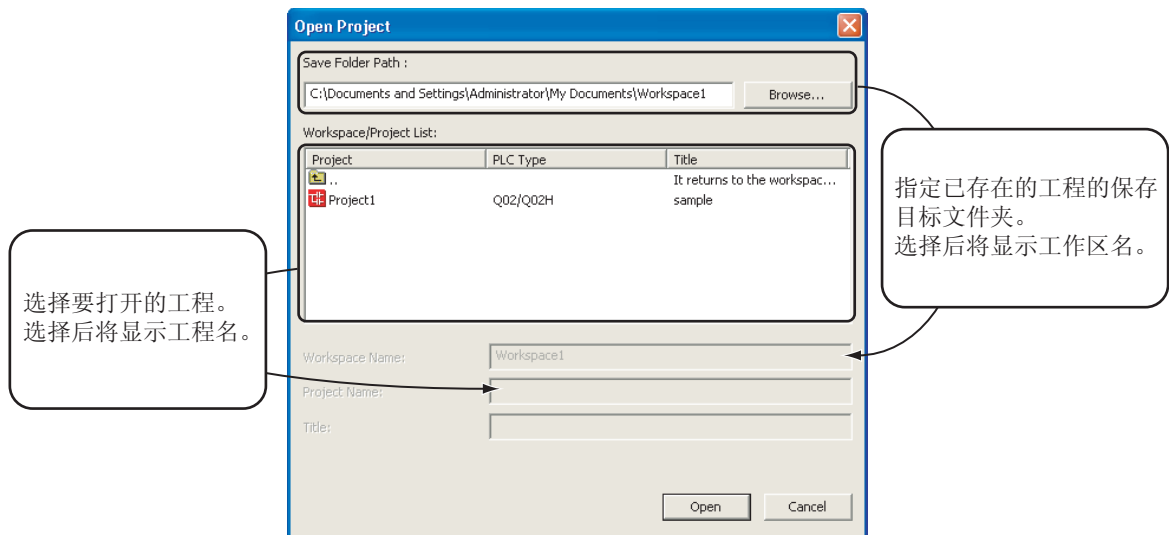 Open Project
Save Folder Path :
C:\Documents and Settings\Administrator\My Documents\Workspace1
Browse...
Workspace/Project List:
Project PLC Type Title
.. It returns to the workspac...
Project1 Q02/Q02H sample
指定已存在的工程的保存
目标文件夹。
选择后将显示工作区名。
选择要打开的工程。
选择后将显示工程名。
Workspace Name: Workspace1
Project Name:
Title:
Open Cancel